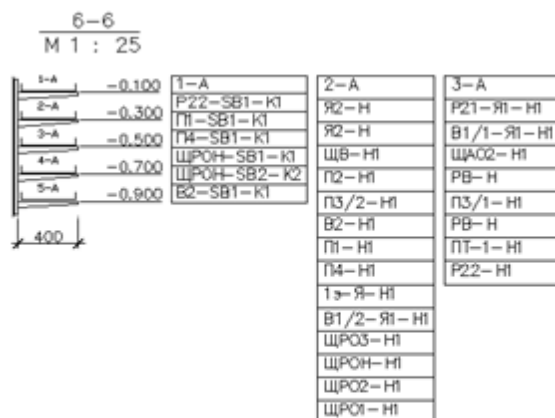 6-6
М 1 : 25
1-А
-0.100
2-А
-0.300
3-А
-0.500
4-А
-0.700
5-А
-0.900
400
1-А
Р22-SB1-К1
П1-SB1-К1
П4-SB1-К1
ЩРОН-SB1-К1
ЩРОН-SB2-К2
В2-SB1-К1
2-А
Я2-Н
Я2-Н
ЩВ-Н1
П2-Н1
П3/2-Н1
В2-Н1
П1-Н1
П4-Н1
1э-Я-Н1
В1/2-Я1-Н1
ЩРО3-Н1
ЩРОН-Н1
ЩРО2-Н1
ЩРО1-Н1
3-А
Р21-Я1-Н1
В1/1-Я1-Н1
ЩАО2-Н1
РВ-Н
П3/1-Н1
РВ-Н
ПТ-1-Н1
Р22-Н1